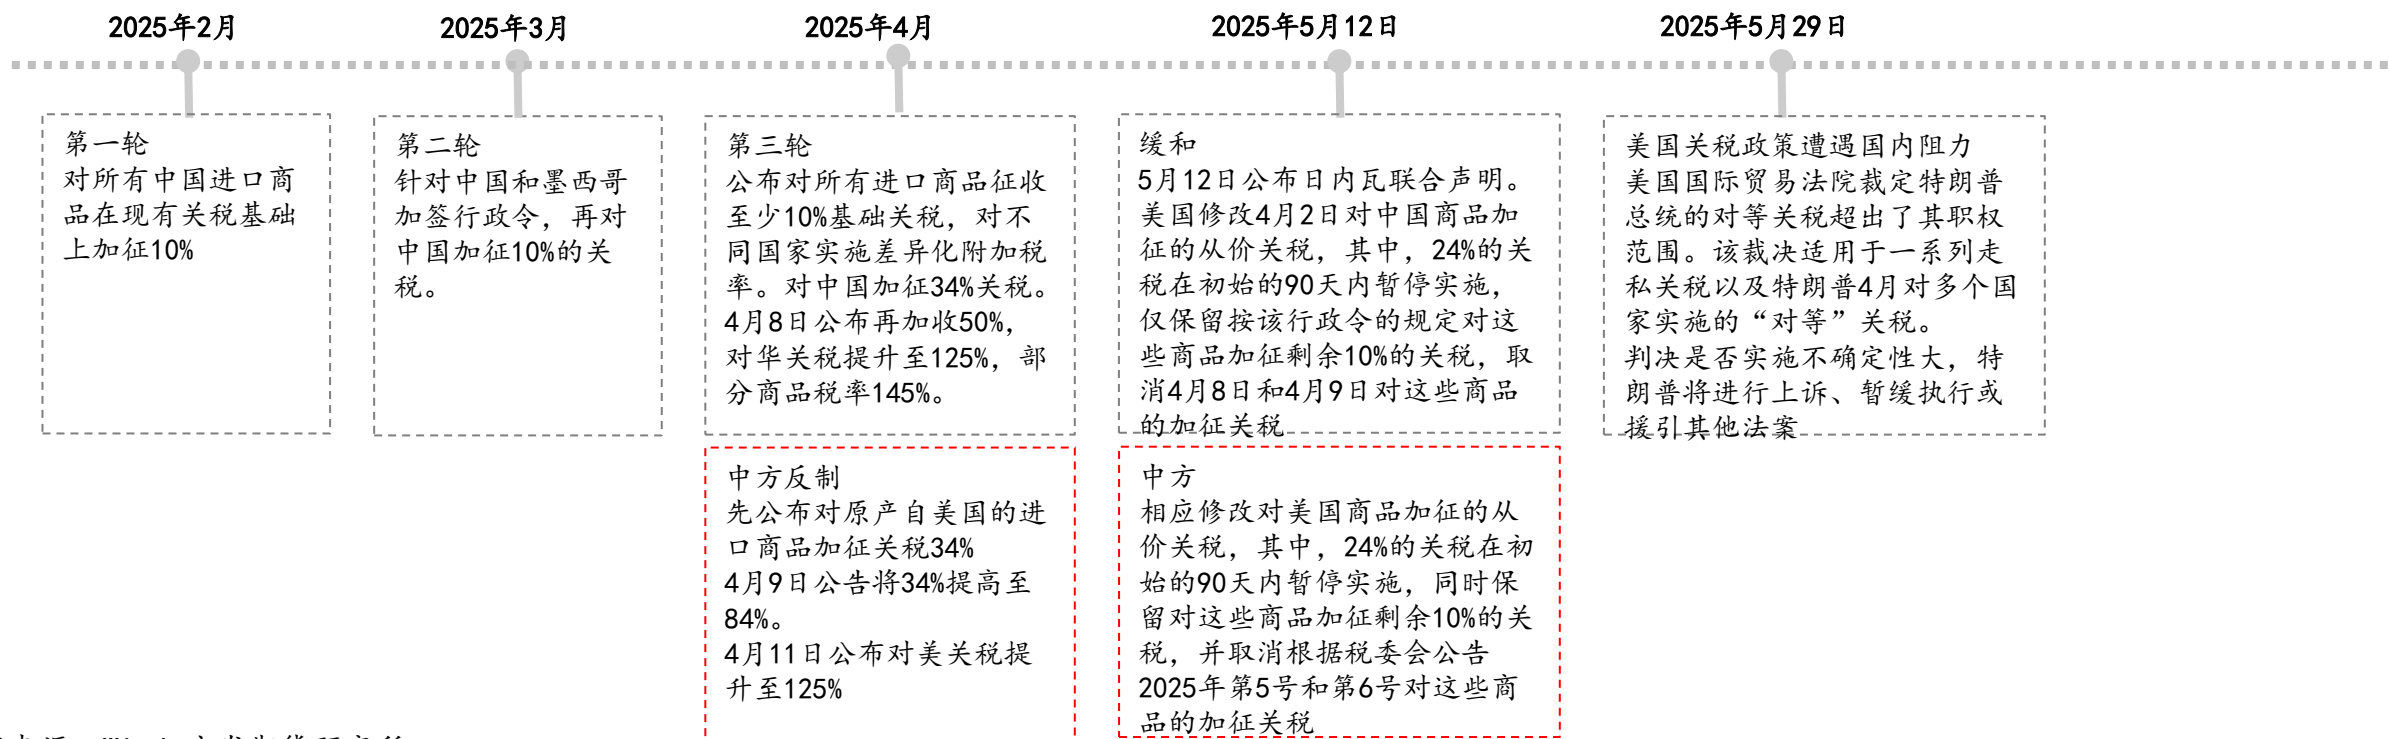 2025年2月
2025年3月
2025年4月
2025年5月12日
2025年5月29日
第一轮
对所有中国进口商
品在现有关税基础
上加征10%
第二轮
针对中国和墨西哥
加签行政令，再对
中国加征10%的关
税。
第三轮
公布对所有进口商品征收
至少10%基础关税，对不
同国家实施差异化附加税
率。对中国加征34%关税。
4月8日公布再加收50%，
对华关税提升至125%，部
分商品税率145%。
缓和
5月12日公布日内瓦联合声明。
美国修改4月2日对中国商品加
征的从价关税，其中，24%的关
税在初始的90天内暂停实施，
仅保留按该行政令的规定对这
些商品加征剩余10%的关税，取
消4月8日和4月9日对这些商品
的加征关税
美国关税政策遭遇国内阻力
美国国际贸易法院裁定特朗普
总统的对等关税超出了其职权
范围。该裁决适用于一系列走
私关税以及特朗普4月对多个国
家实施的“对等”关税。
判决是否实施不确定性大，特
朗普将进行上诉、暂缓执行或
援引其他法案
中方反制
先公布对原产自美国的进
口商品加征关税34%
4月9日公告将34%提高至
84%。
4月11日公布对美关税提
升至125%
中方
相应修改对美国商品加征的从
价关税，其中，24%的关税在初
始的90天内暂停实施，同时保
留对这些商品加征剩余10%的关
税，并取消根据税委会公告
2025年第5号和第6号对这些商
品的加征关税